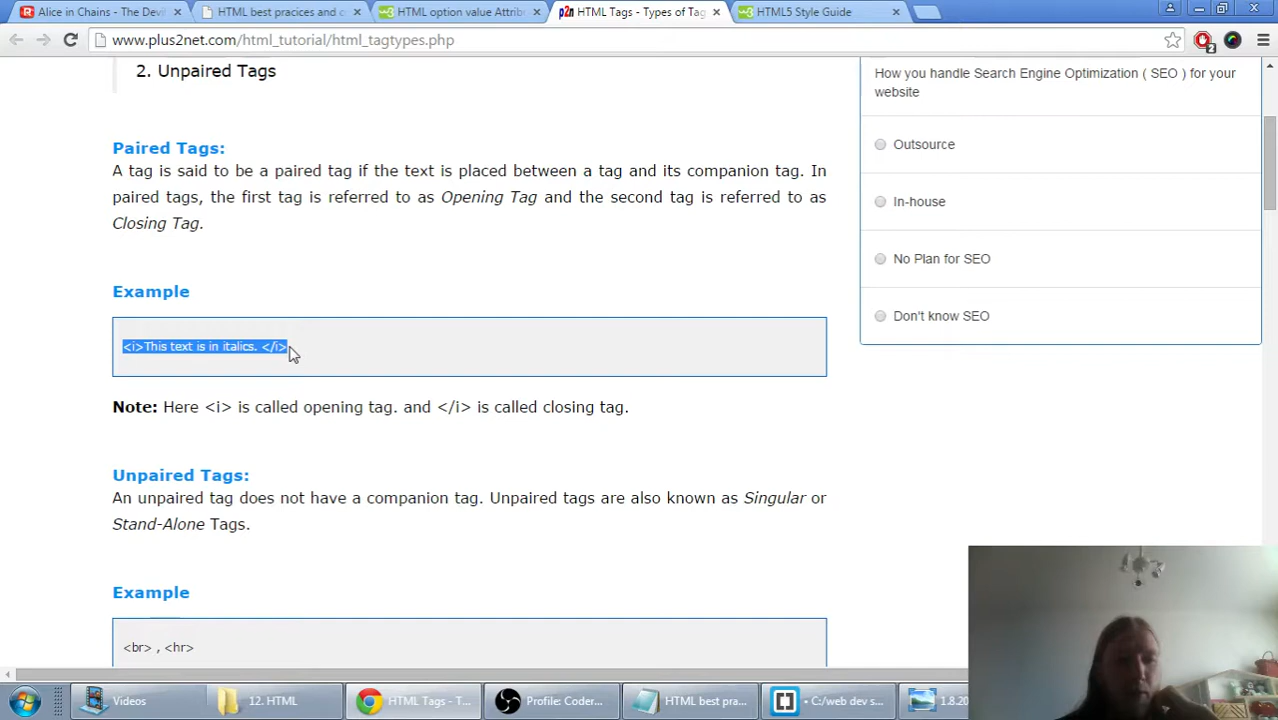 Alice in Chains - The Devi
HTML best pracices and c
HTML option value Attrib
p2n HTML Tags - Types of Tag
HTML5 Style Guide
www.plus2net.com/html_tutorial/html_tagtypes.php
2
2. Unpaired Tags
Paired Tags:
A tag is said to be a paired tag if the text is placed between a tag and its companion tag. In
paired tags, the first tag is referred to as Opening Tag and the second tag is referred to as
Closing Tag.
Example
<i>This text is in italics. </i>
Note: Here <i> is called opening tag. and </i> is called closing tag.
Unpaired Tags:
An unpaired tag does not have a companion tag. Unpaired tags are also known as Singular or
Stand-Alone Tags.
Example
<br> , <hr>
How you handle Search Engine Optimization ( SEO ) for your
website
Outsource
In-house
No Plan for SEO
Don't know SEO
Videos
12. HTML
HTML Tags - T...
Profile: Coder...
HTML best pra...
• C:/web dev s...
1.8.20